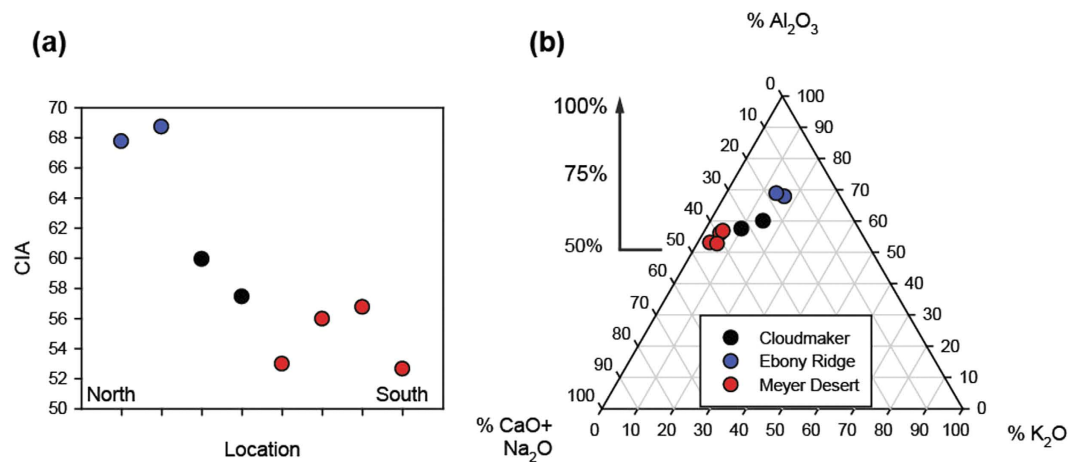 (a)
70
68
66
64
62
60
58
56
54
52
50
CIA
North
South
Location
(b)
% Al2O3
100%
75%
50%
0
10
20
30
40
50
60
70
80
90
100
100
90
80
70
60
50
40
30
20
10
0
Cloudmaker
Ebony Ridge
Meyer Desert
0 10 20 30 40 50 60 70 80 90 100
% CaO+
Na2O
% K2O